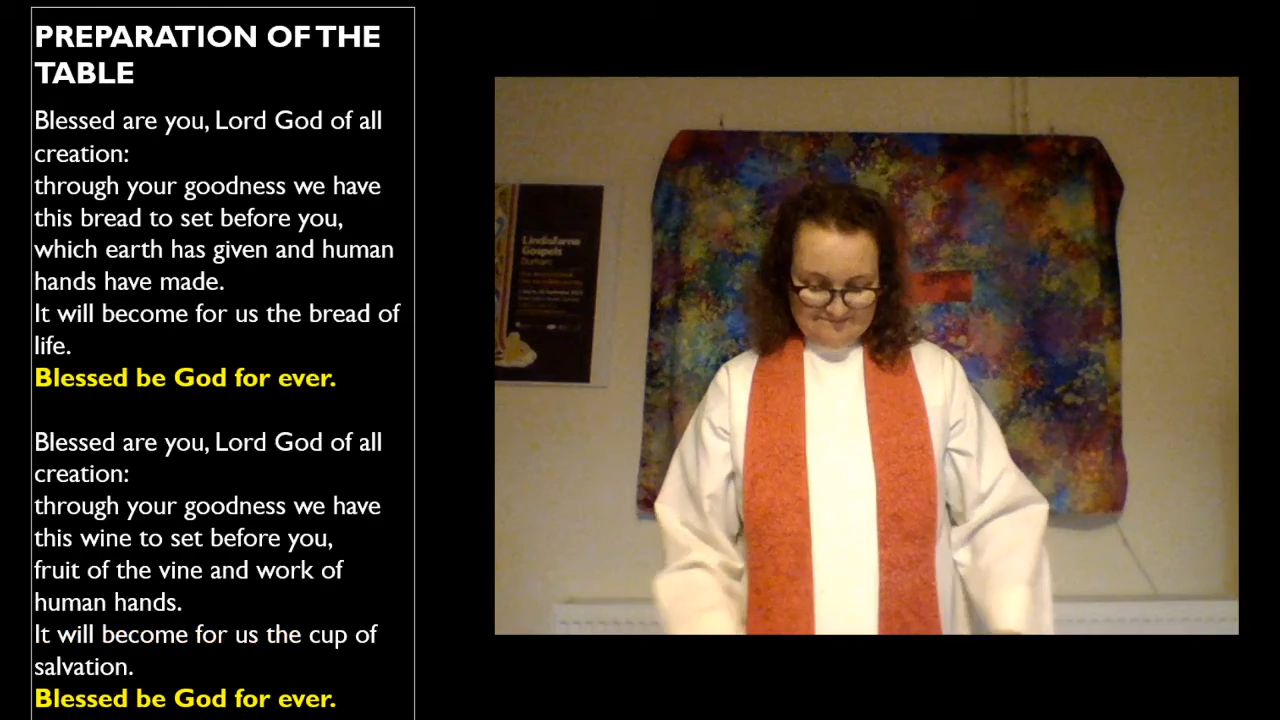 PREPARATION OF THE
TABLE
Blessed are you, Lord God of all
creation:
through your goodness we have
this bread to set before you,
which earth has given and human
hands have made.
It will become for us the bread of
life.
Blessed be God for ever.
Blessed are you, Lord God of all
creation:
through your goodness we have
this wine to set before you,
fruit of the vine and work of
human hands.
It will become for us the cup of
salvation.
Blessed be God for ever.
Lindisfarne
Gospels
Durham